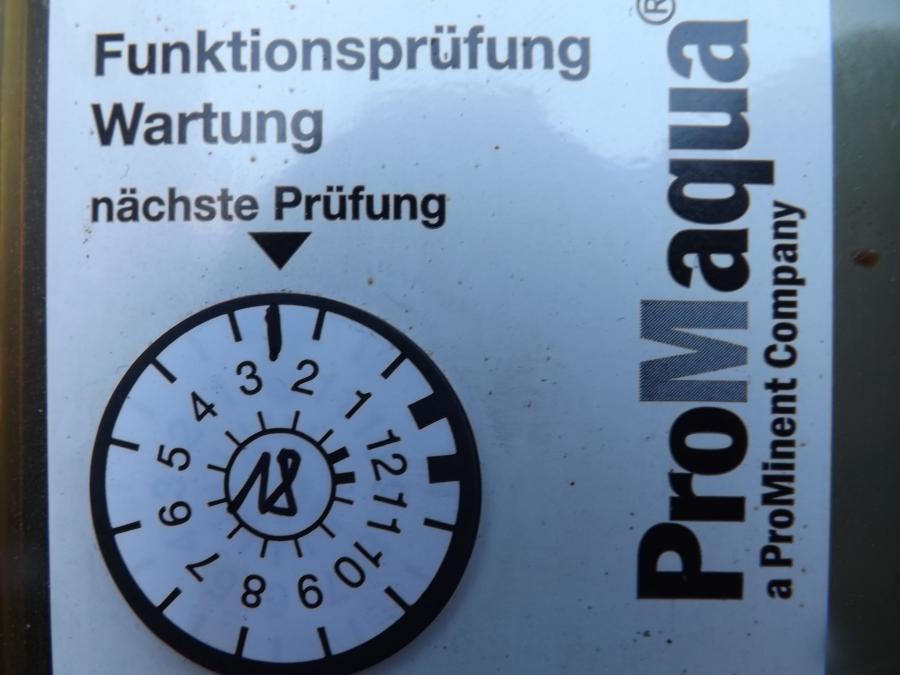 Funktionsprüfung
Wartung
nächste Prüfung
1
2
3
4
5
6
7
8
9
10
11
12
18
ProMaqua®
a ProMinent Company